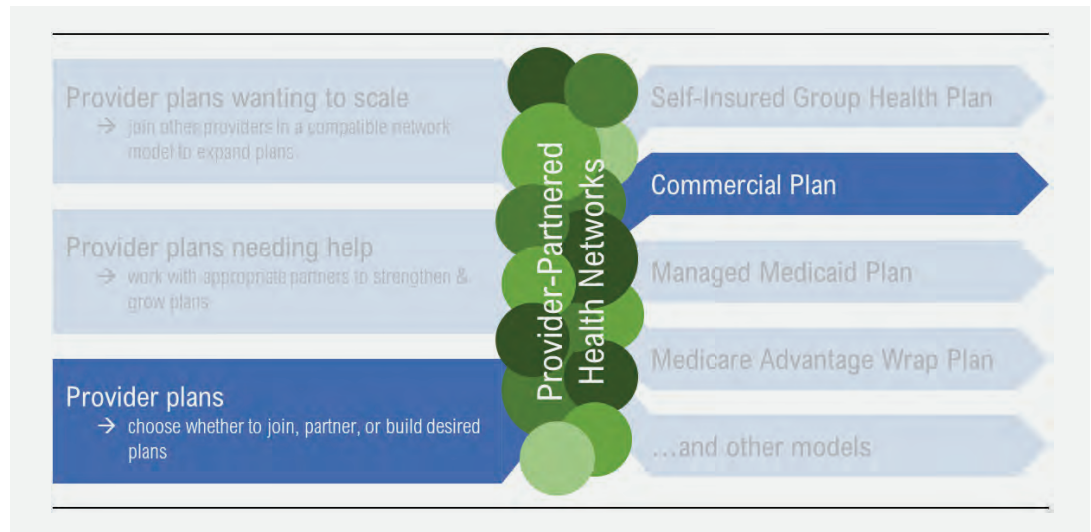 Provider plans wanting to scale
→ join other providers in a compatible network
model to expand plans
Provider plans needing help
→ work with appropriate partners to strengthen &
grow plans
Provider plans
→ choose whether to join, partner, or build desired
plans
Provider-Partnered
Health Networks
Self-Insured Group Health Plan
Commercial Plan
Managed Medicaid Plan
Medicare Advantage Wrap Plan
…and other models